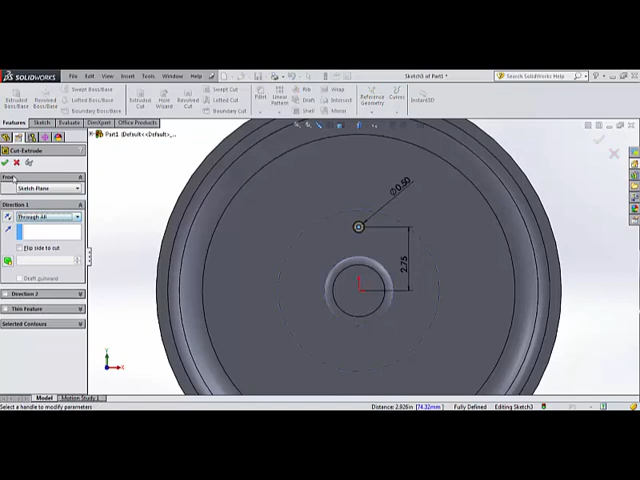 SOLIDWORKS File Edit View Insert Tools Window Help Sketch3 of Part1 * Search SolidWorks Help
Extruded Boss/Base Revolved Boss/Base Swept Boss/Base Lofted Boss/Base Boundary Boss/Base Extruded Cut Hole Wizard Revolved Cut Swept Cut Lofted Cut Boundary Cut Fillet Linear Pattern Rib Draft Shell Wrap Intersect Mirror Reference Geometry Curves Instant3D
Features Sketch Evaluate DimXpert Office Products
Part1 (Default<<Default>_...
Cut-Extrude ?
From
Sketch Plane
Direction 1
Through All
Flip side to cut
Draft outward
Direction 2
Thin Feature
Selected Contours
Ø0.50
2.75
Y
X
Model Motion Study 1
Select a handle to modify parameters Distance: 2.926in [74.32mm] Fully Defined Editing Sketch3